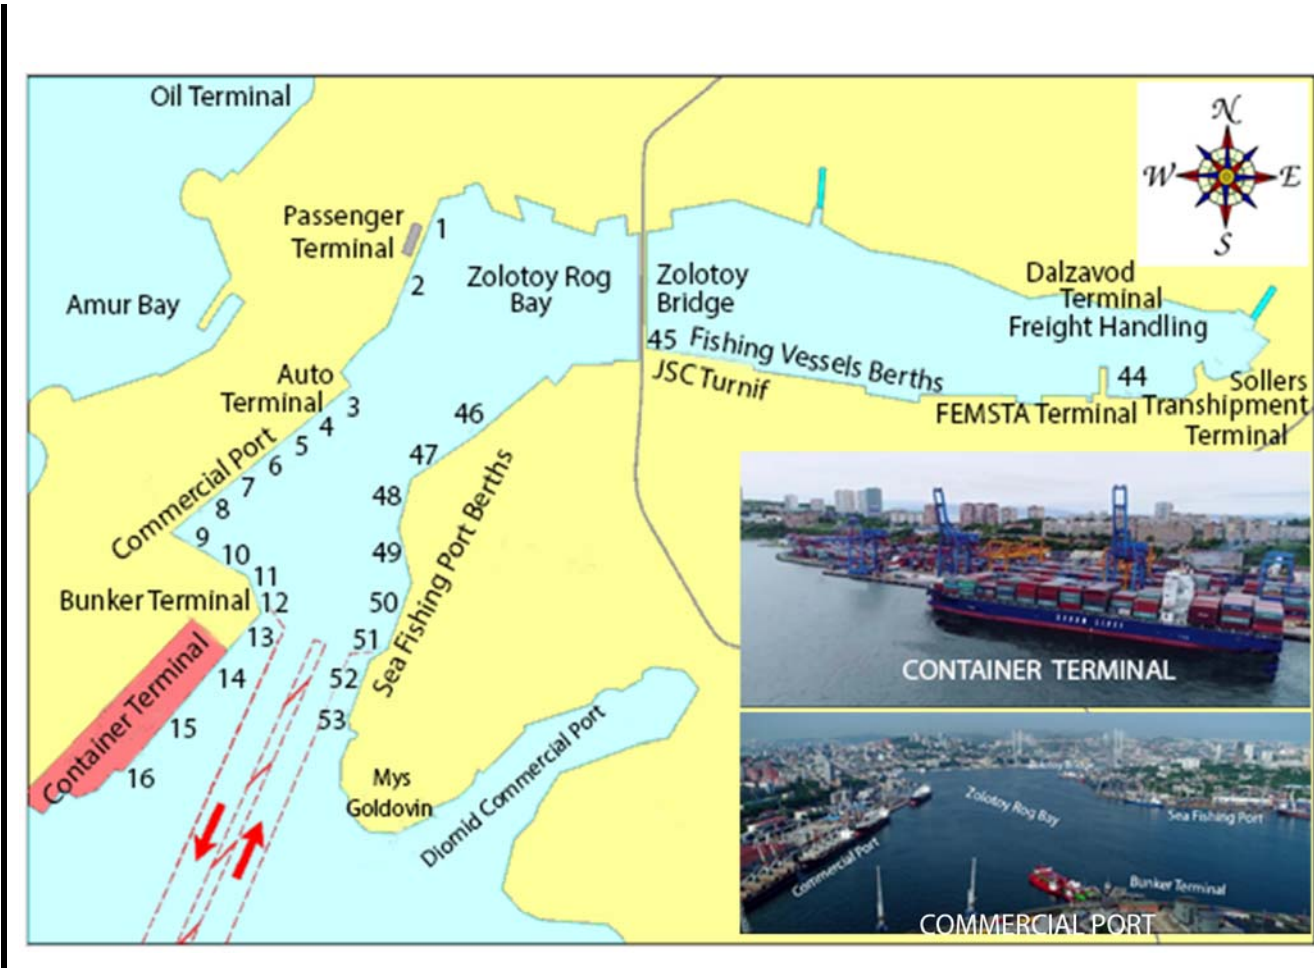 Oil Terminal
N
W
E
S
Passenger
Terminal
1
2
Zolotoy Rog
Bay
Zolotoy
Bridge
Dalzavod
Terminal
Freight Handling
Amur Bay
45
Fishing Vessels Berths
JSC Turnif
44
Sollers
Transhipment
Terminal
FEMSTA Terminal
Auto
Terminal
3
4
5
6
7
8
9
10
11
12
13
14
15
16
Commercial Port
46
47
48
49
50
51
52
53
Sea Fishing Port Berths
Bunker Terminal
Container Terminal
Mys
Goldovin
Diomid Commercial Port
CONTAINER TERMINAL
Zolotoy Rog
Bay
Sea Fishing Port
Commercial Port
Bunker Terminal
COMMERCIAL PORT